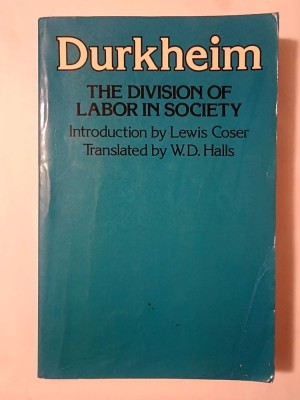 Durkheim
THE DIVISION OF
LABOR IN SOCIETY
Introduction by Lewis Coser
Translated by W.D. Halls